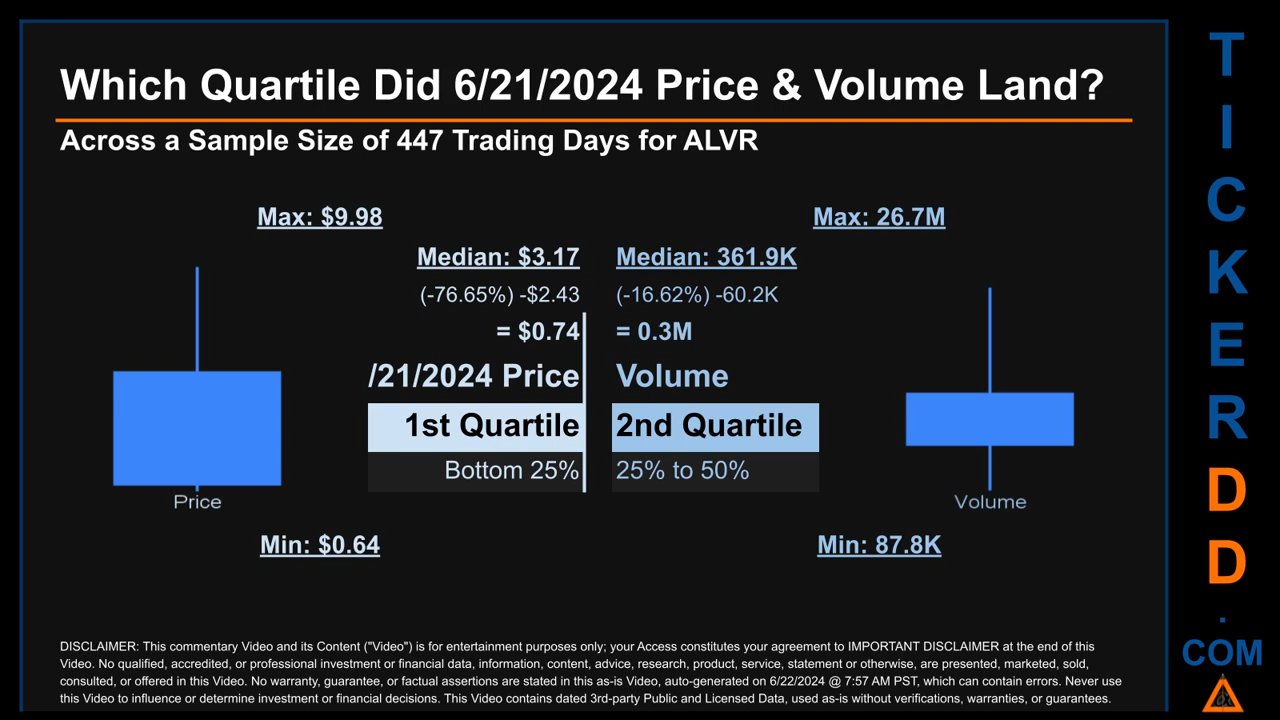 Which Quartile Did 6/21/2024 Price & Volume Land?
Across a Sample Size of 447 Trading Days for ALVR
Max: $9.98
Max: 26.7M
Median: $3.17
Median: 361.9K
(-76.65%) -$2.43
(-16.62%) -60.2K
= $0.74
= 0.3M
/21/2024 Price
Volume
1st Quartile
2nd Quartile
Bottom 25%
25% to 50%
Price
Volume
Min: $0.64
Min: 87.8K
DISCLAIMER: This commentary Video and its Content ("Video") is for entertainment purposes only; your Access constitutes your agreement to IMPORTANT DISCLAIMER at the end of this
Video. No qualified, accredited, or professional investment or financial data, information, content, advice, research, product, service, statement or otherwise, are presented, marketed, sold,
consulted, or offered in this Video. No warranty, guarantee, or factual assertions are stated in this as-is Video, auto-generated on 6/22/2024 @ 7:57 AM PST, which can contain errors. Never use
this Video to influence or determine investment or financial decisions. This Video contains dated 3rd-party Public and Licensed Data, used as-is without verifications, warranties, or guarantees.
T
I
C
K
E
R
D
D
.
COM